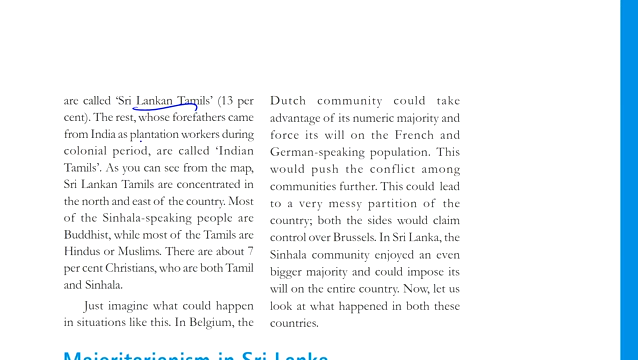 are called ‘Sri Lankan Tamils’ (13 per
cent). The rest, whose forefathers came
from India as plantation workers during
colonial period, are called ‘Indian
Tamils’. As you can see from the map,
Sri Lankan Tamils are concentrated in
the north and east of the country. Most
of the Sinhala-speaking people are
Buddhist, while most of the Tamils are
Hindus or Muslims. There are about 7
per cent Christians, who are both Tamil
and Sinhala.
Just imagine what could happen
in situations like this. In Belgium, the
Dutch community could take
advantage of its numeric majority and
force its will on the French and
German-speaking population. This
would push the conflict among
communities further. This could lead
to a very messy partition of the
country; both the sides would claim
control over Brussels. In Sri Lanka, the
Sinhala community enjoyed an even
bigger majority and could impose its
will on the entire country. Now, let us
look at what happened in both these
countries.
Majoritarianism in Sri Lanka